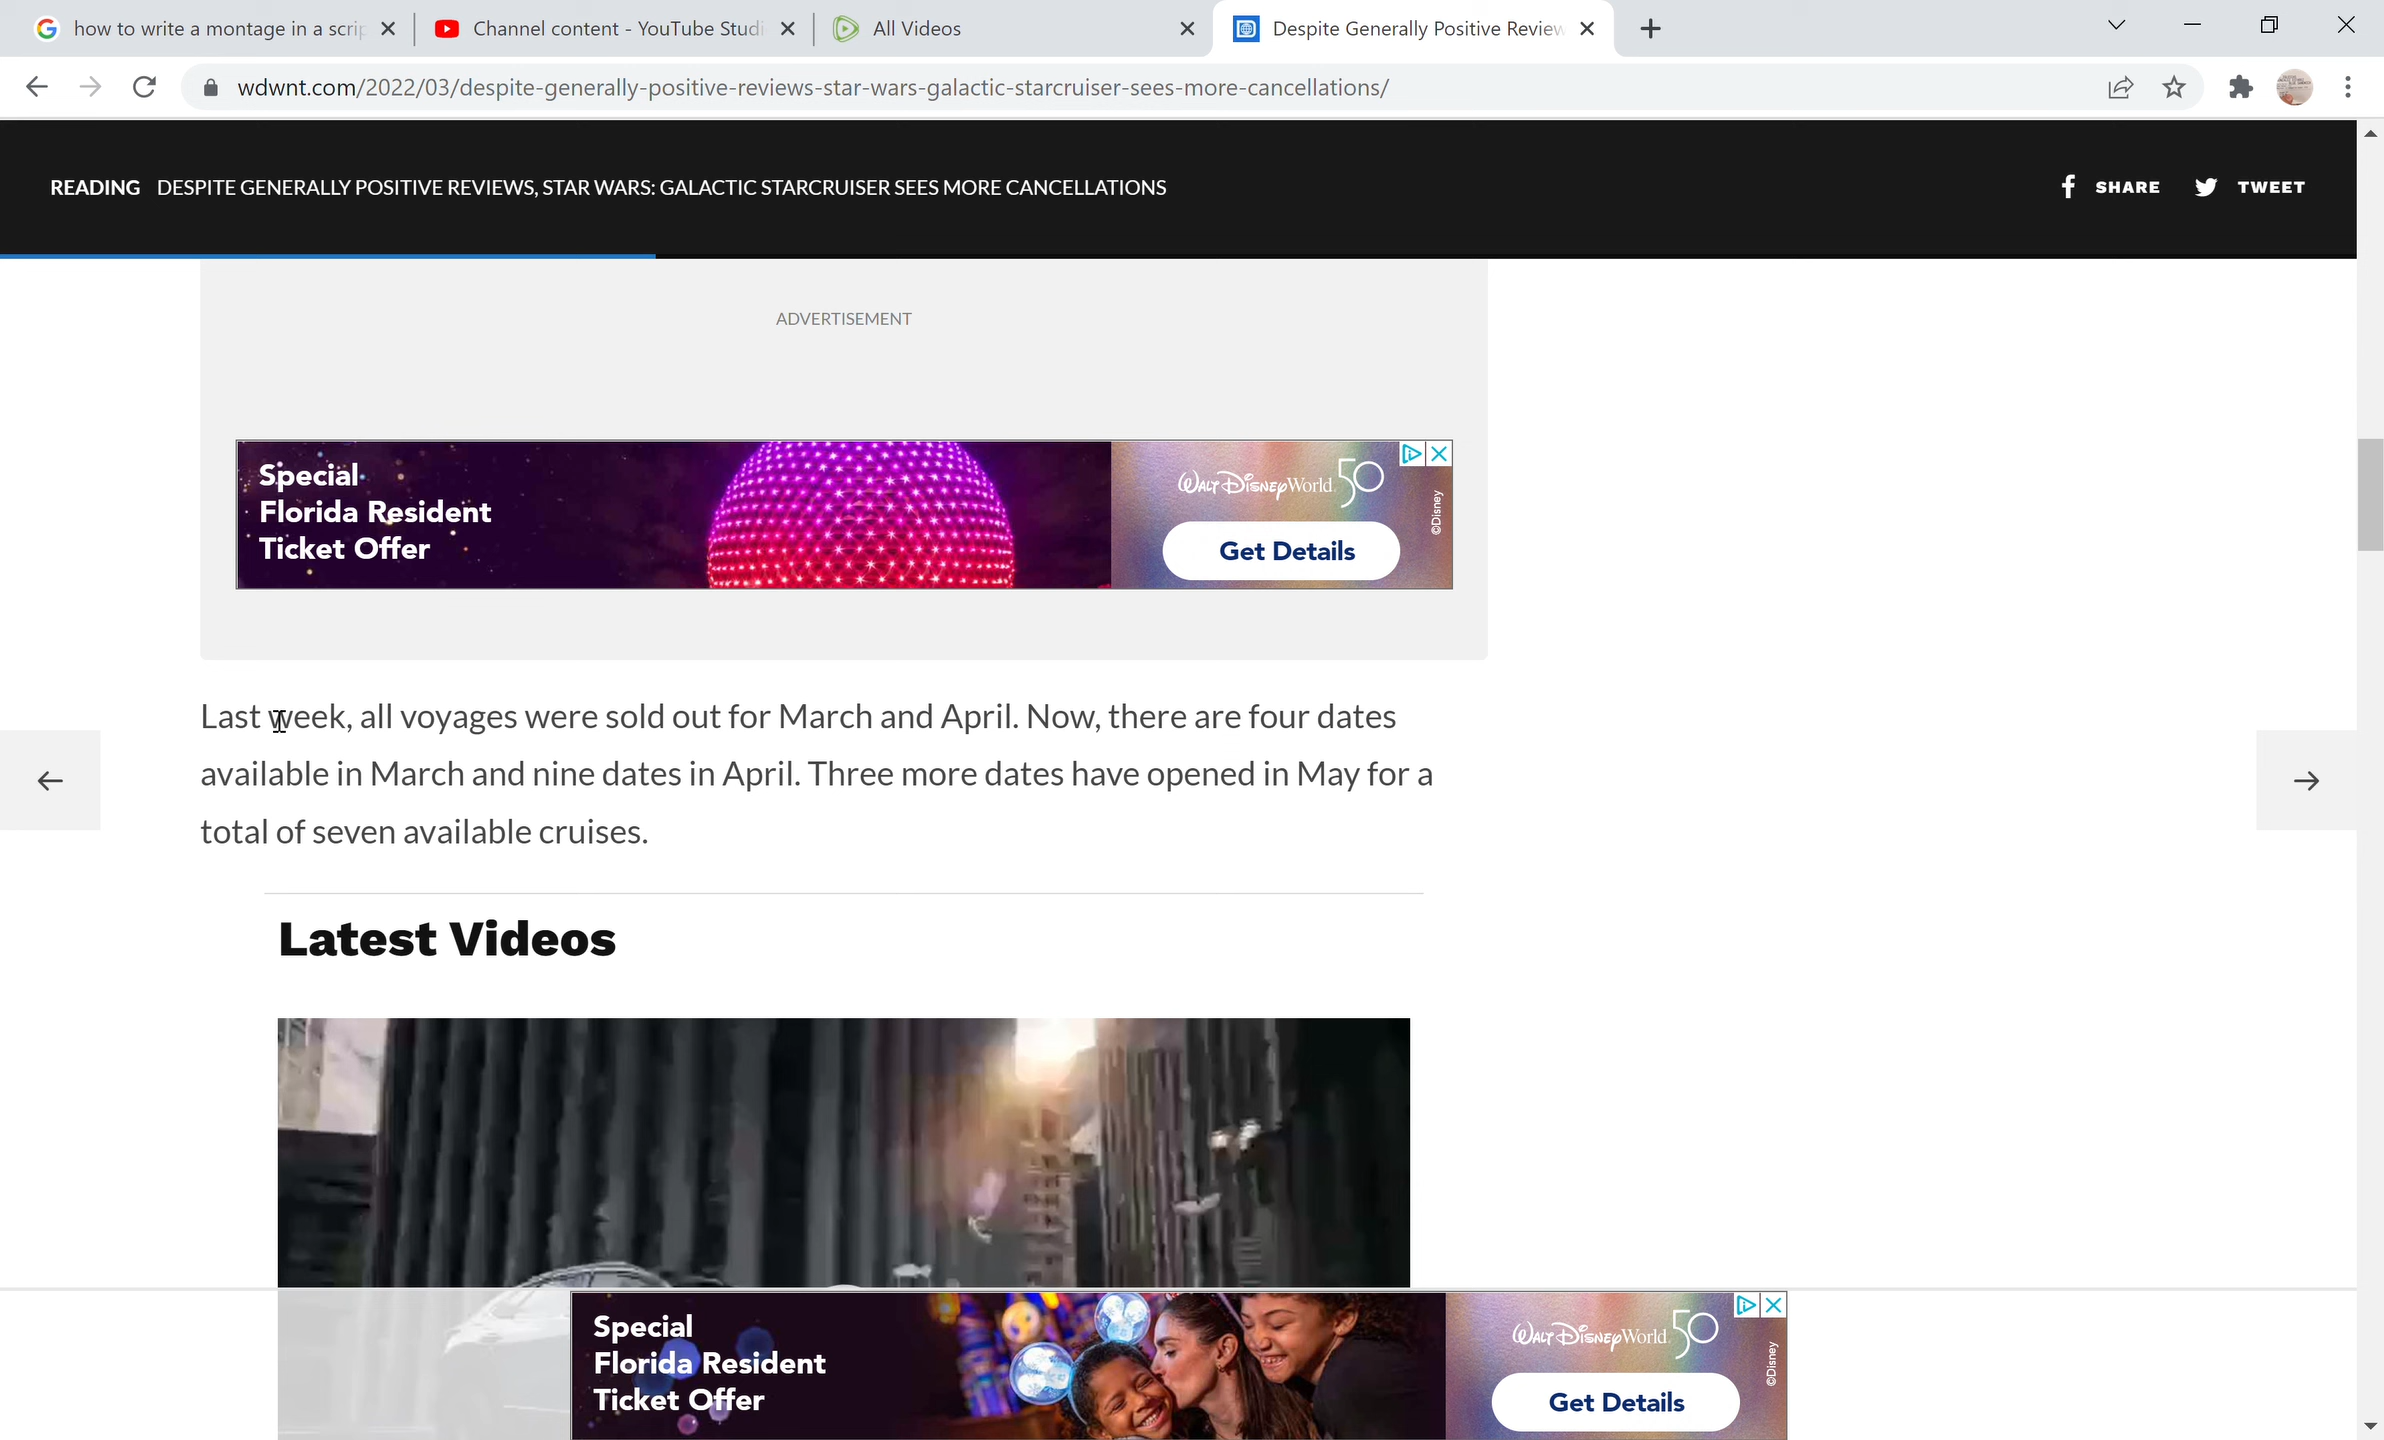 how to write a montage in a scrip
Channel content - YouTube Studi
All Videos
Despite Generally Positive Review
wdwnt.com/2022/03/despite-generally-positive-reviews-star-wars-galactic-starcruiser-sees-more-cancellations/
READING DESPITE GENERALLY POSITIVE REVIEWS, STAR WARS: GALACTIC STARCRUISER SEES MORE CANCELLATIONS
SHARE
TWEET
ADVERTISEMENT
Special
Florida Resident
Ticket Offer
Walt Disney World 50
Get Details
©Disney
Last week, all voyages were sold out for March and April. Now, there are four dates
available in March and nine dates in April. Three more dates have opened in May for a
total of seven available cruises.
Latest Videos
Special
Florida Resident
Ticket Offer
Walt Disney World 50
Get Details
©Disney